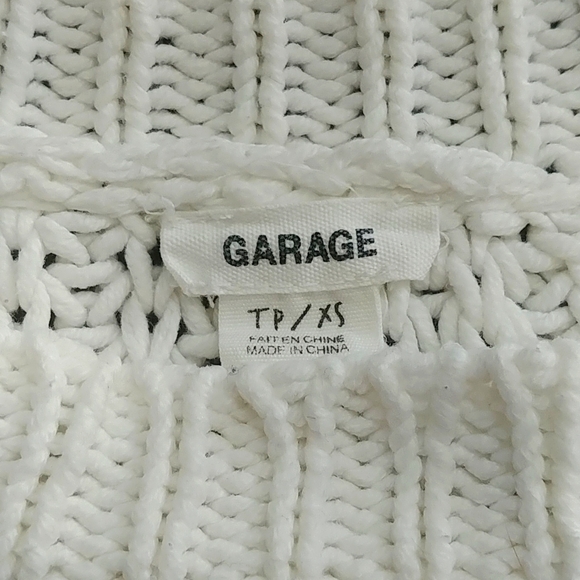 GARAGE
TP/XS
FAIT EN CHINE
MADE IN CHINA